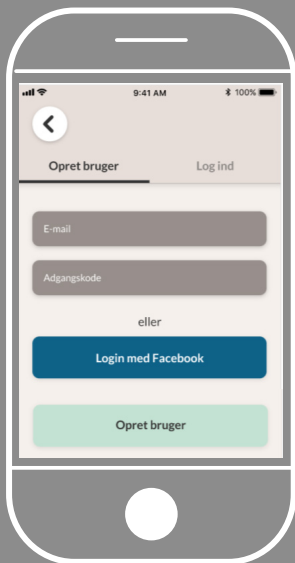 9:41 AM 100%
Opret bruger Log ind
E-mail
Adgangskode
eller
Login med Facebook
Opret bruger